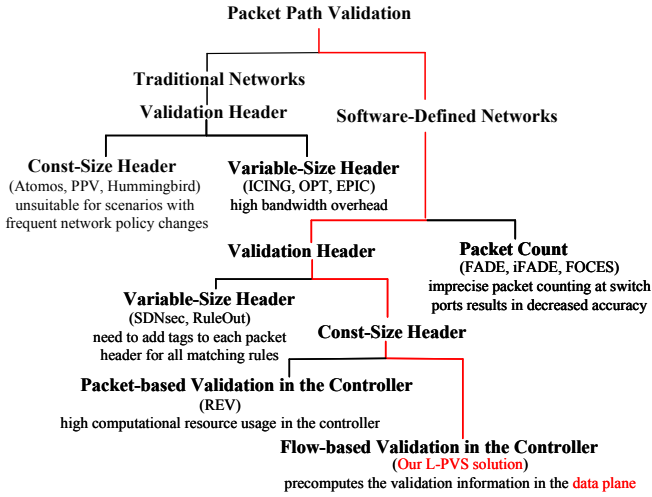 Packet Path Validation
Traditional Networks
Validation Header
Software-Defined Networks
Const-Size Header
(Atomos, PPV, Hummingbird)
unsuitable for scenarios with
frequent network policy changes
Variable-Size Header
(ICING, OPT, EPIC)
high bandwidth overhead
Validation Header
Packet Count
(FADE, iFADE, FOCES)
imprecise packet counting at switch
ports results in decreased accuracy
Variable-Size Header
(SDNsec, RuleOut)
need to add tags to each packet
header for all matching rules
Const-Size Header
Packet-based Validation in the Controller
(REV)
high computational resource usage in the controller
Flow-based Validation in the Controller
(Our L-PVS solution)
precomputes the validation information in the data plane